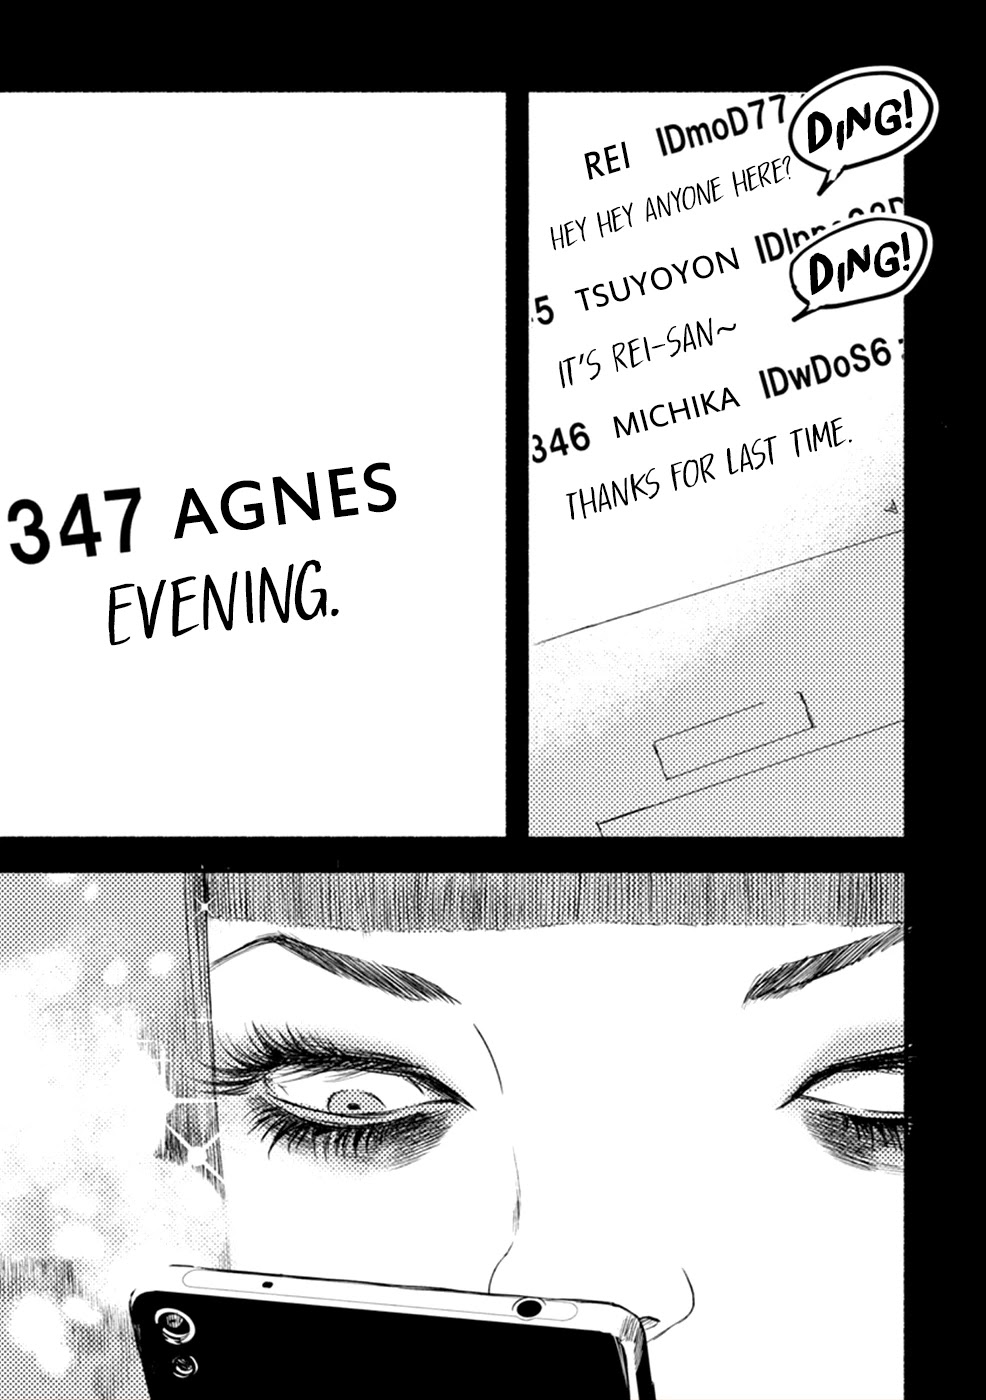 REI IDmoD77
DING!
HEY HEY ANYONE HERE?
5 TSUYOYON
DING!
IT'S REI-SAN~
346 MICHIKA IDwDoS6
THANKS FOR LAST TIME.
347 AGNES
EVENING.